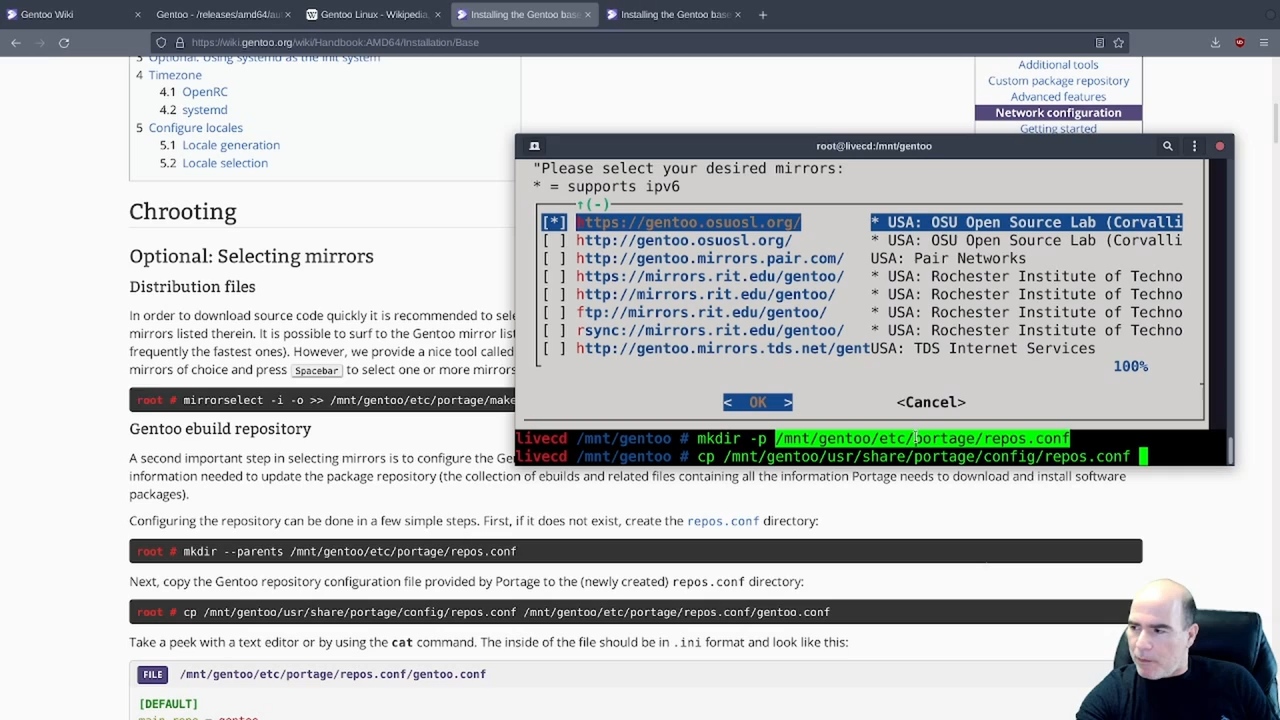 Gentoo Wiki
Gentoo - /releases/amd64/au
Gentoo Linux - Wikipedia,
Installing the Gentoo base
Installing the Gentoo base
https://wiki.gentoo.org/wiki/Handbook:AMD64/Installation/Base
3 Optional: Using systemd as the init system
4 Timezone
4.1 OpenRC
4.2 systemd
5 Configure locales
5.1 Locale generation
5.2 Locale selection
Additional tools
Custom package repository
Advanced features
Network configuration
Getting started
Chrooting
Optional: Selecting mirrors
Distribution files
In order to download source code quickly it is recommended to sel
mirrors listed therein. It is possible to surf to the Gentoo mirror list
frequently the fastest ones). However, we provide a nice tool called
mirrors of choice and press Spacebar to select one or more mirrors
root # mirrorselect -i -o >> /mnt/gentoo/etc/portage/make
Gentoo ebuild repository
A second important step in selecting mirrors is to configure the Gen
information needed to update the package repository (the collection of ebuilds and related files containing all the information Portage needs to download and install software
packages).
Configuring the repository can be done in a few simple steps. First, if it does not exist, create the repos.conf directory:
root # mkdir --parents /mnt/gentoo/etc/portage/repos.conf
Next, copy the Gentoo repository configuration file provided by Portage to the (newly created) repos.conf directory:
root # cp /mnt/gentoo/usr/share/portage/config/repos.conf /mnt/gentoo/etc/portage/repos.conf/gentoo.conf
Take a peek with a text editor or by using the cat command. The inside of the file should be in .ini format and look like this:
FILE /mnt/gentoo/etc/portage/repos.conf/gentoo.conf
[DEFAULT]
main-repo = gentoo
root@livecd:/mnt/gentoo
"Please select your desired mirrors:
* = supports ipv6
↑(-)
[*] https://gentoo.osuosl.org/ * USA: OSU Open Source Lab (Corvalli
[ ] http://gentoo.osuosl.org/ * USA: OSU Open Source Lab (Corvalli
[ ] http://gentoo.mirrors.pair.com/ USA: Pair Networks
[ ] https://mirrors.rit.edu/gentoo/ * USA: Rochester Institute of Techno
[ ] http://mirrors.rit.edu/gentoo/ * USA: Rochester Institute of Techno
[ ] ftp://mirrors.rit.edu/gentoo/ * USA: Rochester Institute of Techno
[ ] rsync://mirrors.rit.edu/gentoo/ * USA: Rochester Institute of Techno
[ ] http://gentoo.mirrors.tds.net/gentUSA: TDS Internet Services
100%
< OK > <Cancel>
livecd /mnt/gentoo # mkdir -p /mnt/gentoo/etc/portage/repos.conf
livecd /mnt/gentoo # cp /mnt/gentoo/usr/share/portage/config/repos.conf